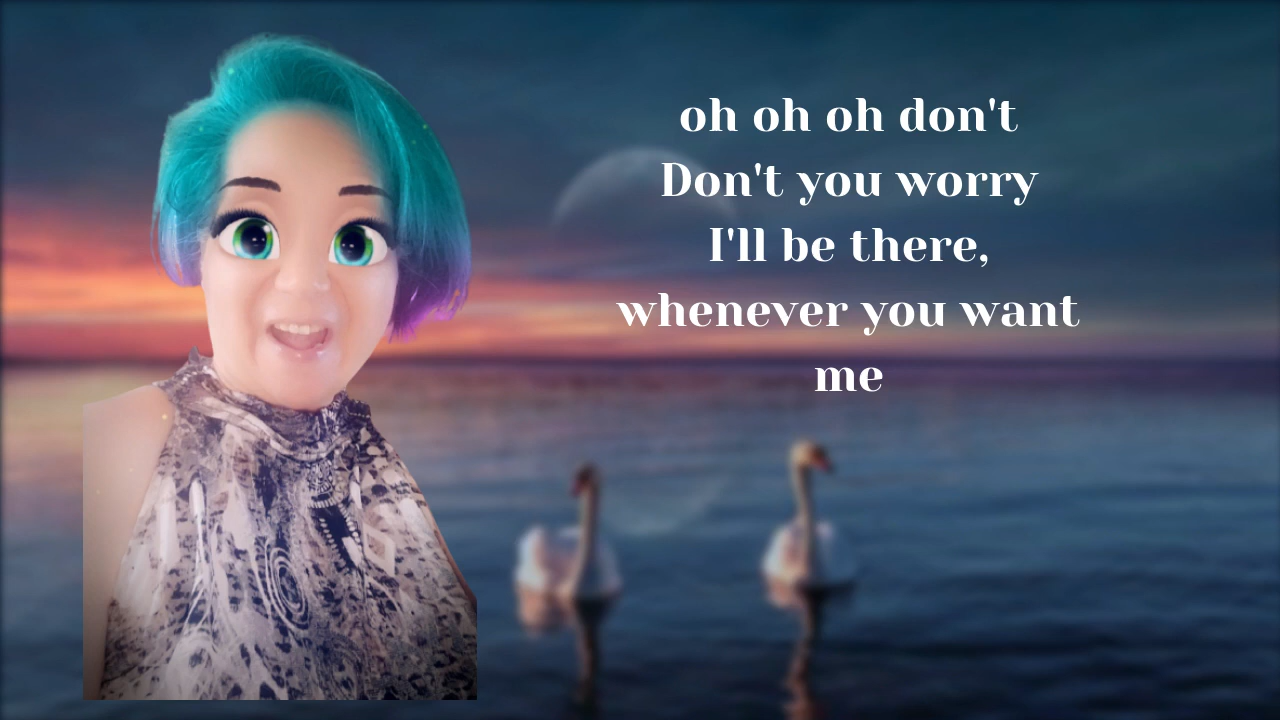 oh oh oh don't
Don't you worry
I'll be there,
whenever you want
me